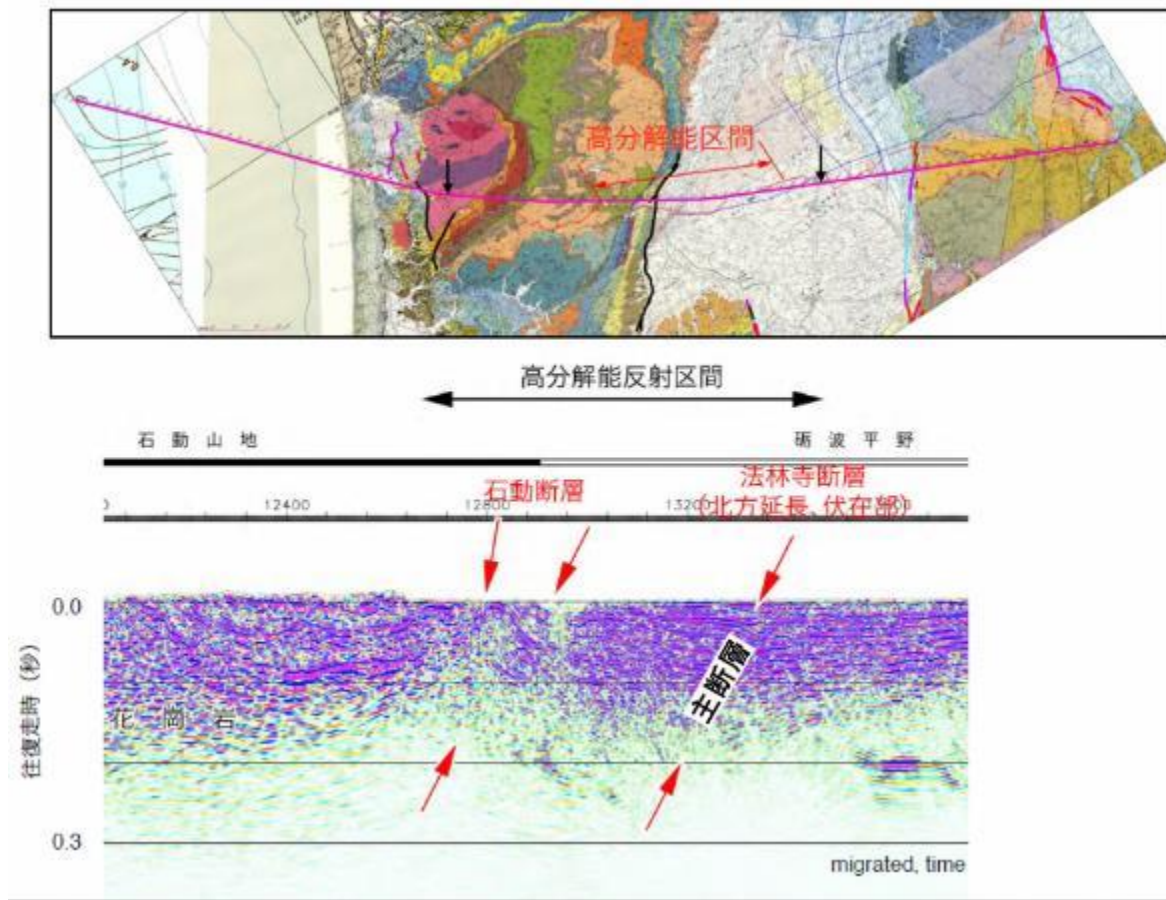 高分解能区間
高分解能反射区間
石動山地
砺波平野
石動断層
法林寺断層
(北方延長、伏在部)
0
12400
12800
13200
0.0
主断層
花崗岩
往復走時 (秒)
0.3
migrated, time